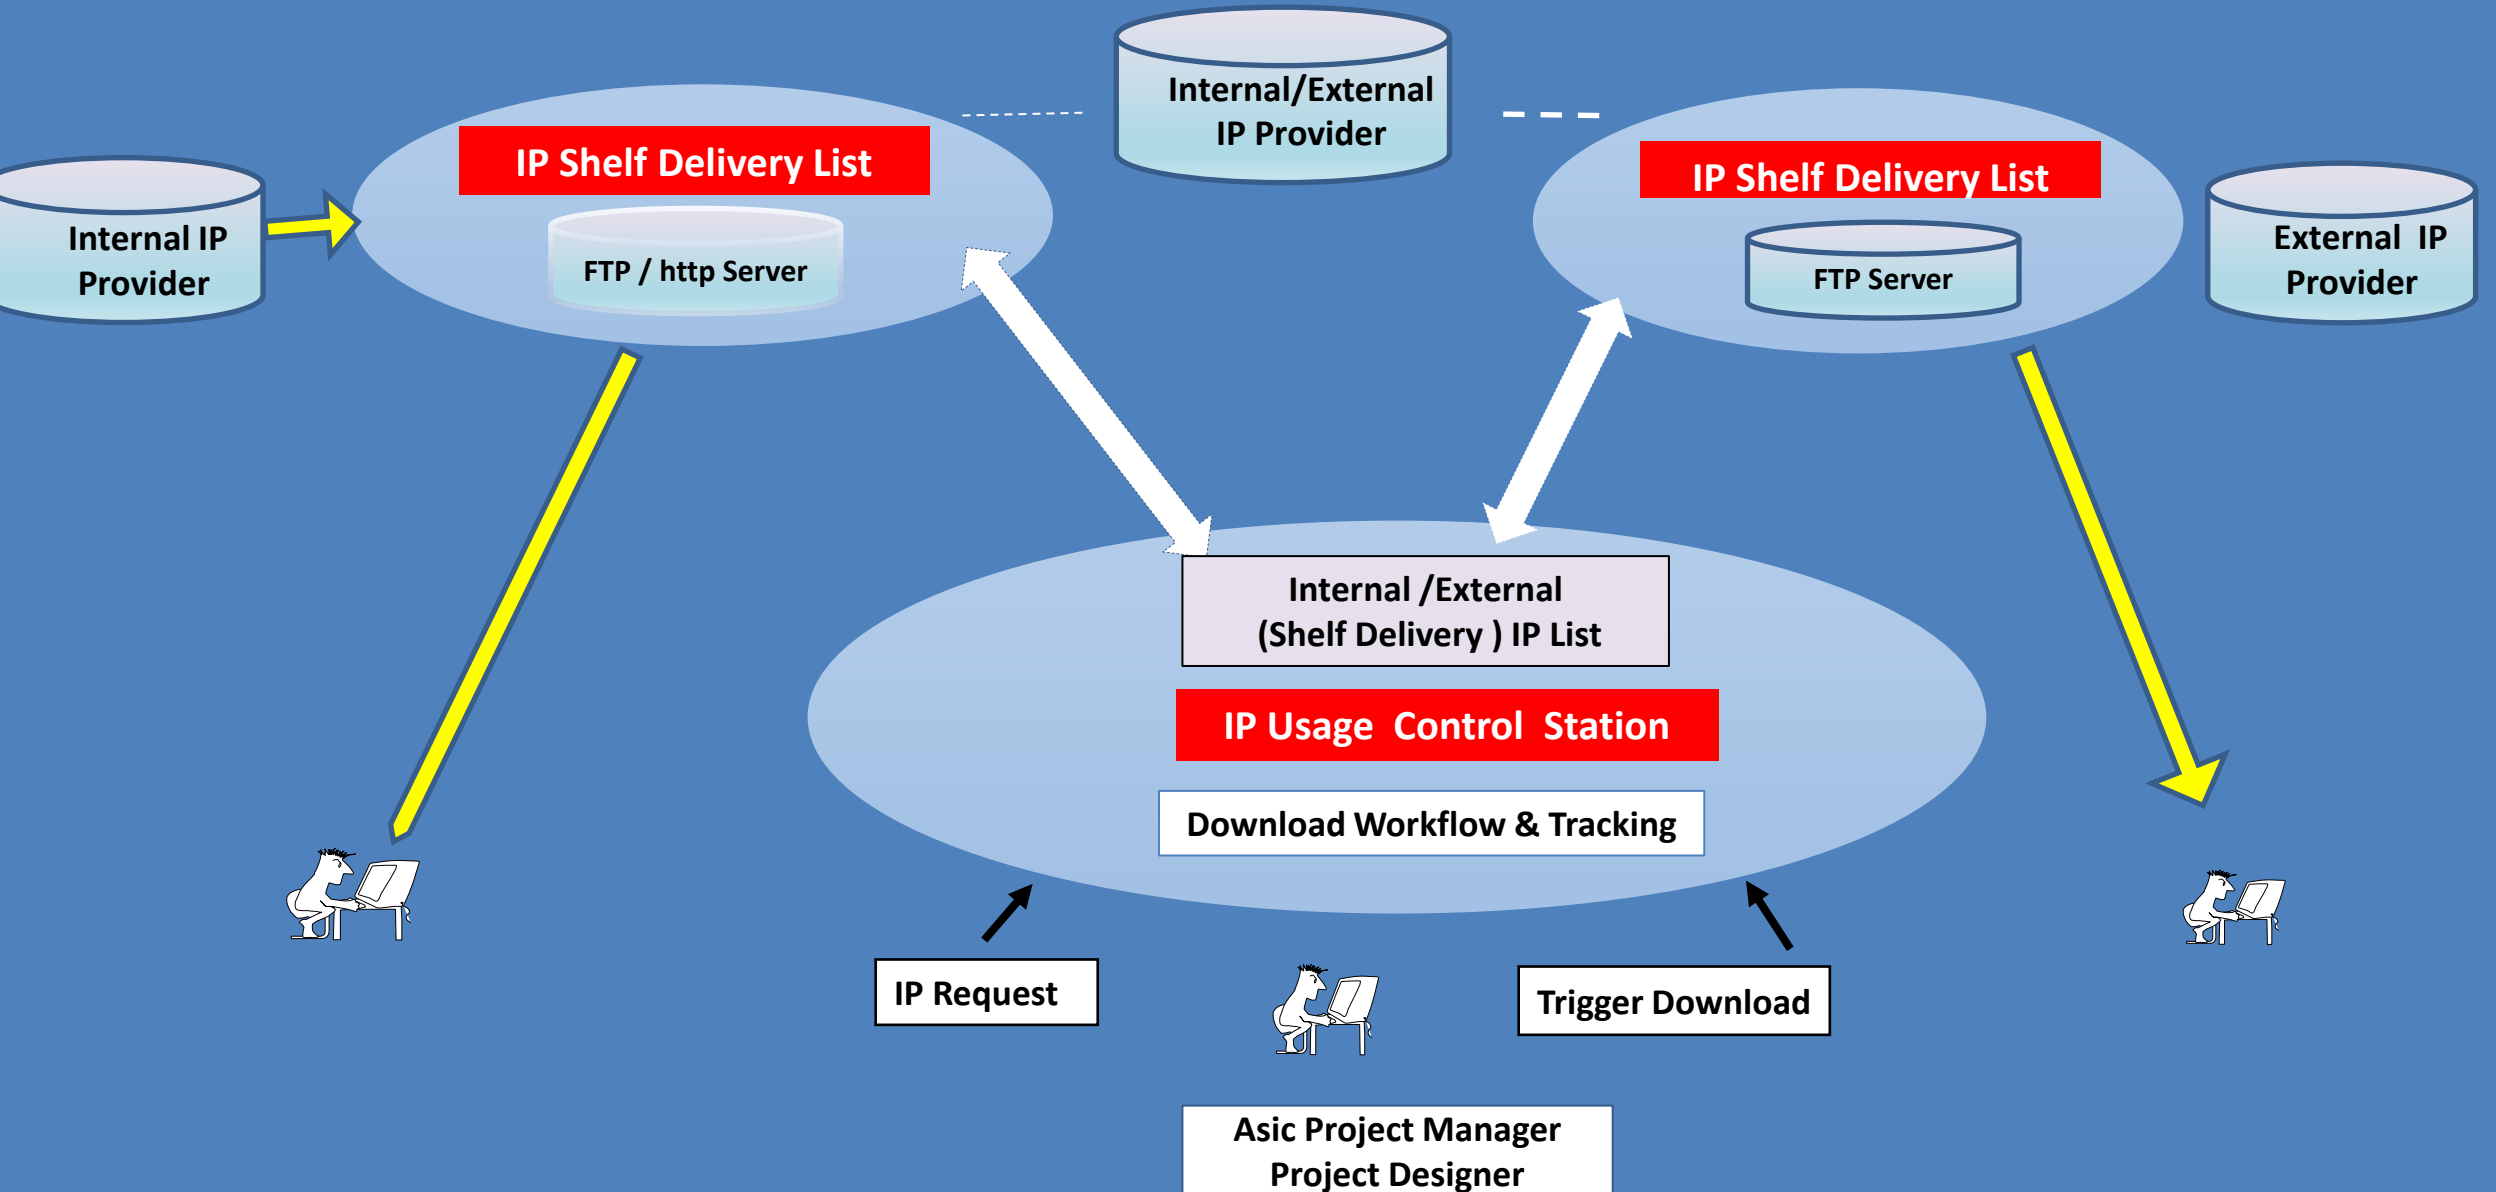 Internal/External
IP Provider
IP Shelf Delivery List
IP Shelf Delivery List
Internal IP
Provider
FTP / http Server
FTP Server
External IP
Provider
Internal /External
(Shelf Delivery ) IP List
IP Usage Control Station
Download Workflow & Tracking
IP Request
Trigger Download
Asic Project Manager
Project Designer